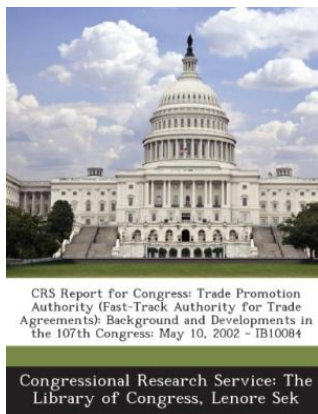 CRS Report for Congress: Trade Promotion
Authority (Fast-Track Authority for Trade
Agreements): Background and Developments in
the 107th Congress: May 10, 2002 - IB10084
Congressional Research Service: The
Library of Congress, Lenore Sek